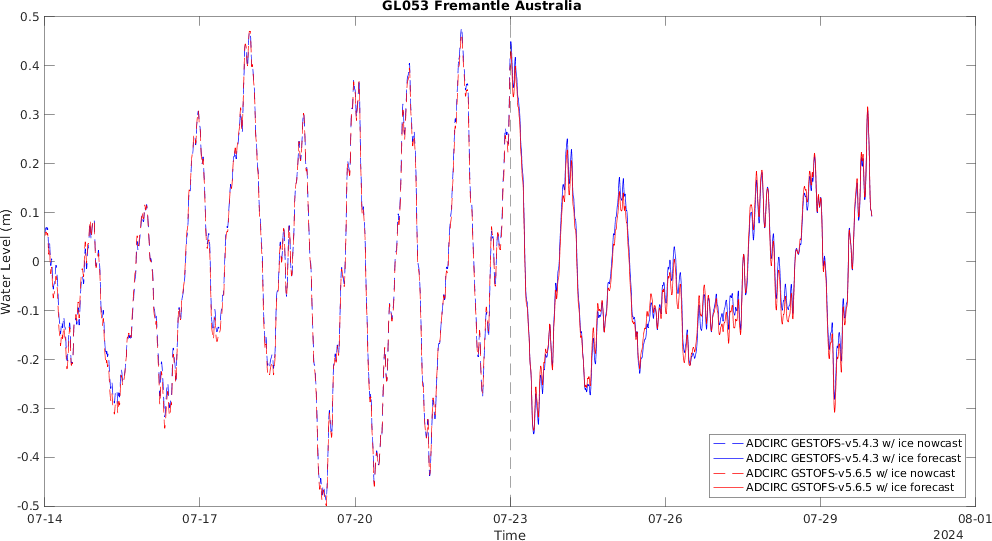 GL053 Fremantle Australia
0.5
0.4
0.3
0.2
0.1
0
-0.1
-0.2
-0.3
-0.4
-0.5
Water Level (m)
07-14
07-17
07-20
07-23
07-26
07-29
08-01
Time
2024
ADCIRC GESTOFS-v5.4.3 w/ ice nowcast
ADCIRC GESTOFS-v5.4.3 w/ ice forecast
ADCIRC GSTOFS-v5.6.5 w/ ice nowcast
ADCIRC GSTOFS-v5.6.5 w/ ice forecast